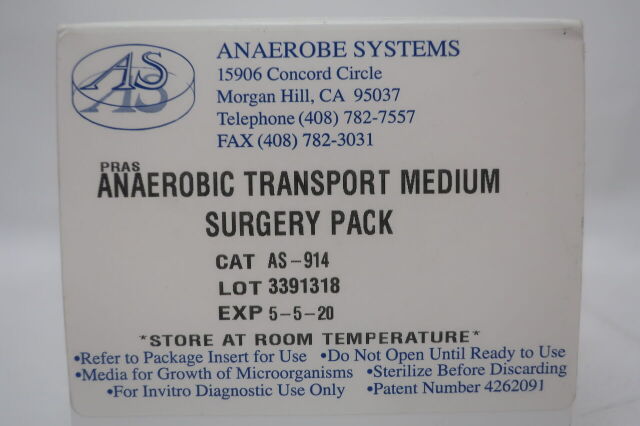 AS
ANAEROBE SYSTEMS
15906 Concord Circle
Morgan Hill, CA 95037
Telephone (408) 782-7557
FAX (408) 782-3031
PRAS
ANAEROBIC TRANSPORT MEDIUM
SURGERY PACK
CAT AS-914
LOT 3391318
EXP 5-5-20
*STORE AT ROOM TEMPERATURE*
•Refer to Package Insert for Use •Do Not Open Until Ready to Use
•Media for Growth of Microorganisms •Sterilize Before Discarding
•For Invitro Diagnostic Use Only •Patent Number 4262091